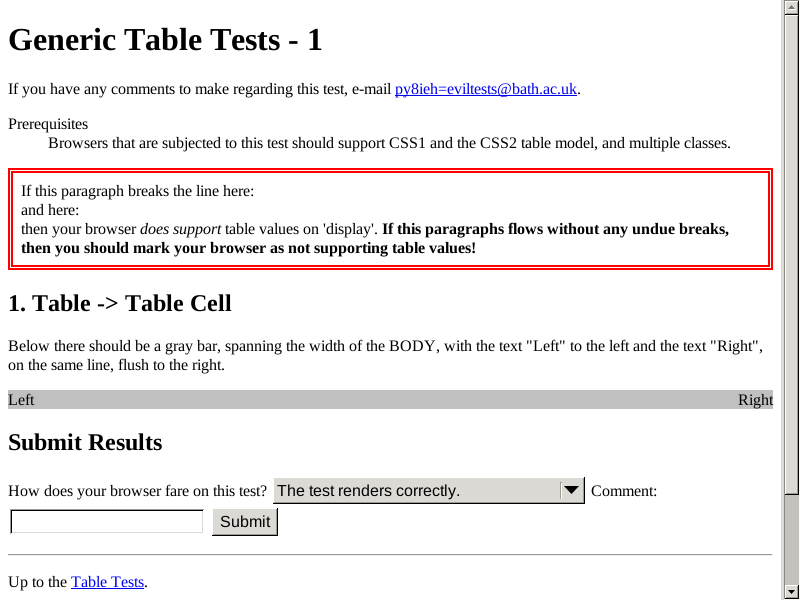 Generic Table Tests - 1
If you have any comments to make regarding this test, e-mail py8ieh=eviltests@bath.ac.uk.
Prerequisites
Browsers that are subjected to this test should support CSS1 and the CSS2 table model, and multiple classes.
If this paragraph breaks the line here:
and here:
then your browser does support table values on 'display'. If this paragraphs flows without any undue breaks,
then you should mark your browser as not supporting table values!
1. Table -> Table Cell
Below there should be a gray bar, spanning the width of the BODY, with the text "Left" to the left and the text "Right",
on the same line, flush to the right.
Left Right
Submit Results
How does your browser fare on this test? The test renders correctly. Comment:
Submit
Up to the Table Tests.